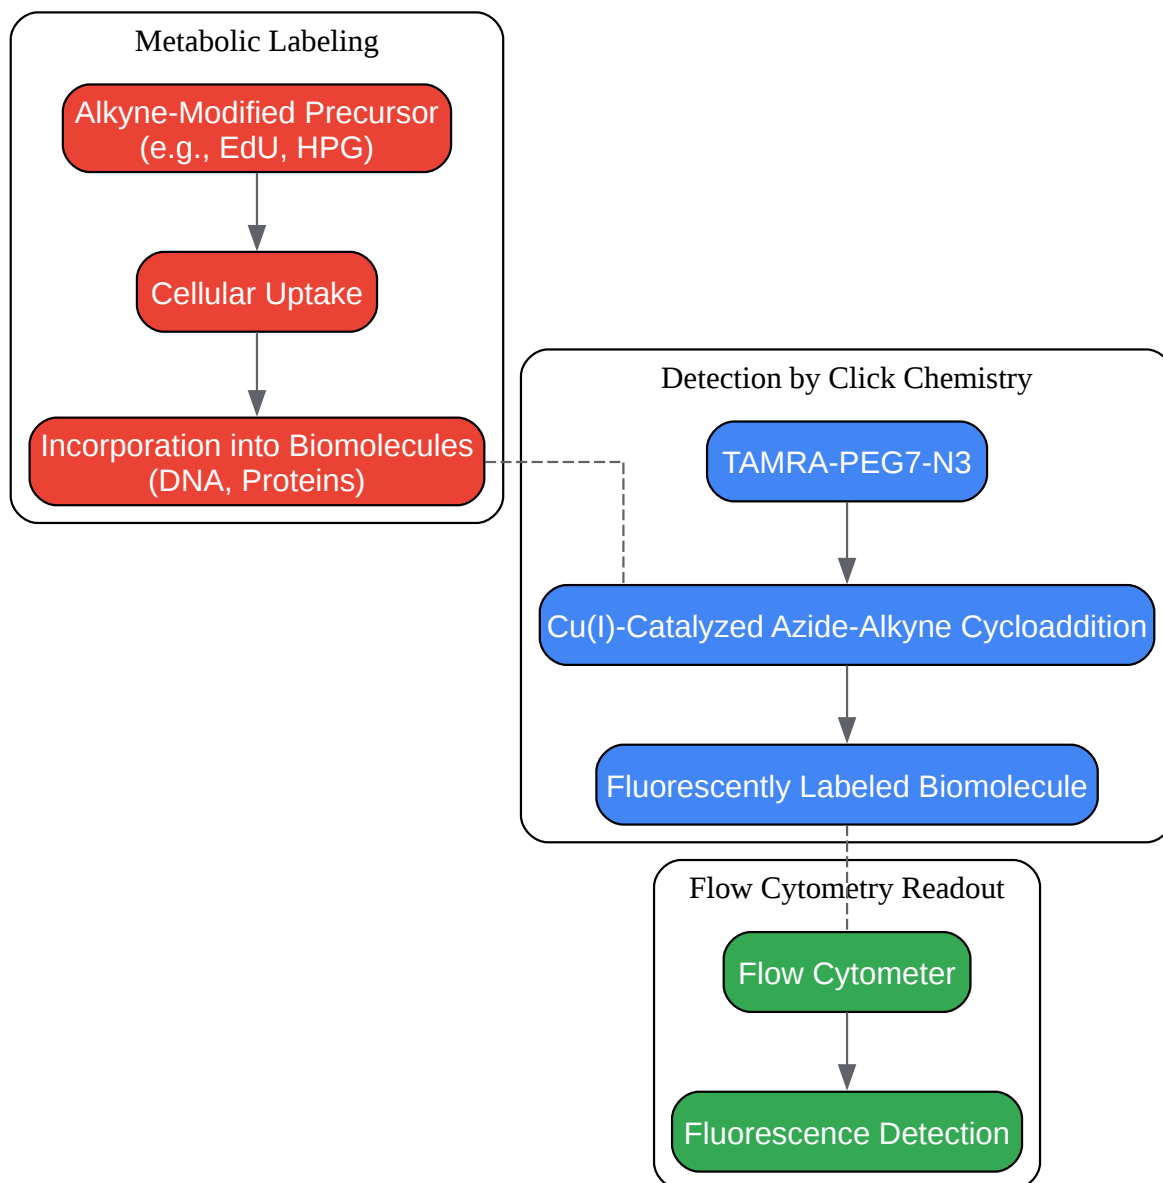 Metabolic Labeling
Alkyne-Modified Precursor
(e.g., EdU, HPG)
Cellular Uptake
Incorporation into Biomolecules
(DNA, Proteins)
Detection by Click Chemistry
TAMRA-PEG7-N3
Cu(I)-Catalyzed Azide-Alkyne Cycloaddition
Fluorescently Labeled Biomolecule
Flow Cytometry Readout
Flow Cytometer
Fluorescence Detection